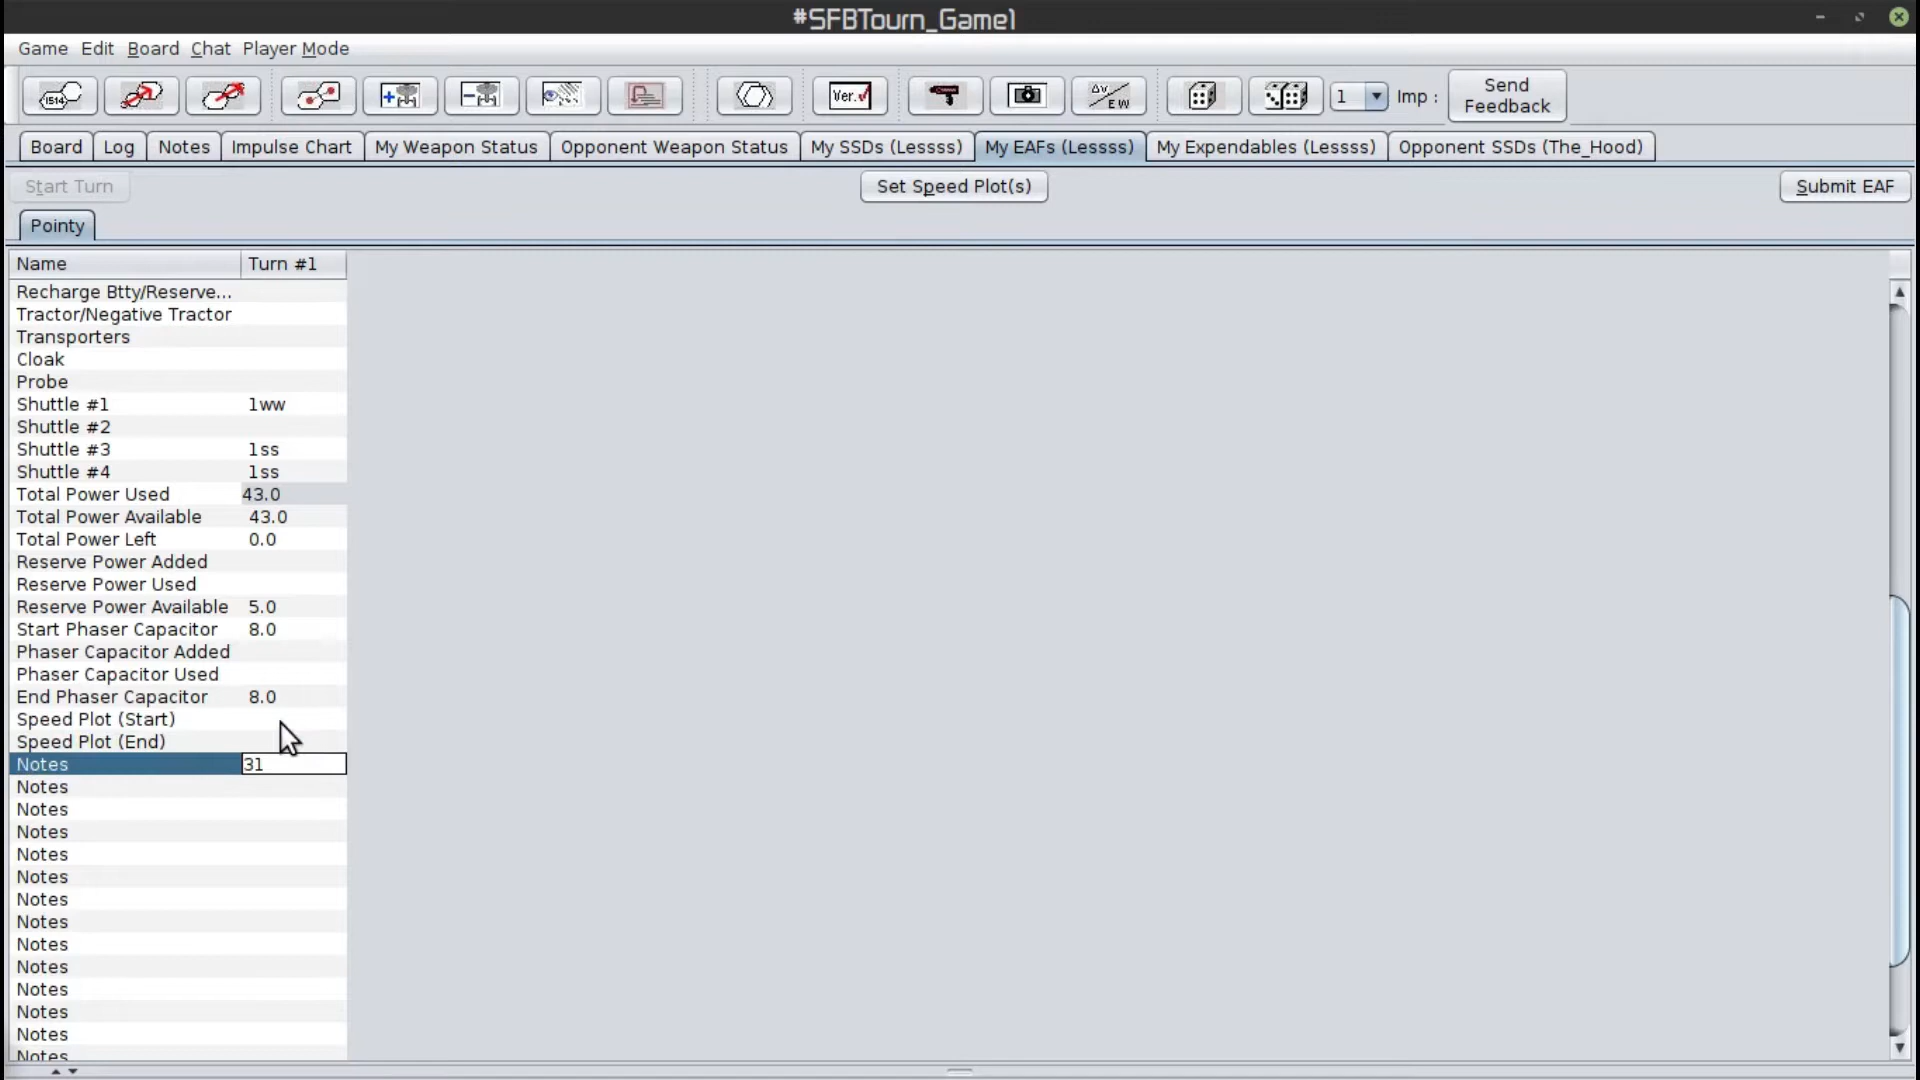 #SFBTourn_Game1
Game Edit Board Chat Player Mode
1514 Ver. ΔV EW 1 Imp : Send Feedback
Board Log Notes Impulse Chart My Weapon Status Opponent Weapon Status My SSDs (Lessss) My EAFs (Lessss) My Expendables (Lessss) Opponent SSDs (The_Hood)
Start Turn Set Speed Plot(s) Submit EAF
Pointy
Name Turn #1
Recharge Btty/Reserve...
Tractor/Negative Tractor
Transporters
Cloak
Probe
Shuttle #1 1ww
Shuttle #2
Shuttle #3 1ss
Shuttle #4 1ss
Total Power Used 43.0
Total Power Available 43.0
Total Power Left 0.0
Reserve Power Added
Reserve Power Used
Reserve Power Available 5.0
Start Phaser Capacitor 8.0
Phaser Capacitor Added
Phaser Capacitor Used
End Phaser Capacitor 8.0
Speed Plot (Start)
Speed Plot (End)
Notes 31
Notes
Notes
Notes
Notes
Notes
Notes
Notes
Notes
Notes
Notes
Notes
Notes
Notes